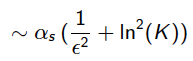 ∼ αₛ (1/ϵ² + ln²(K))